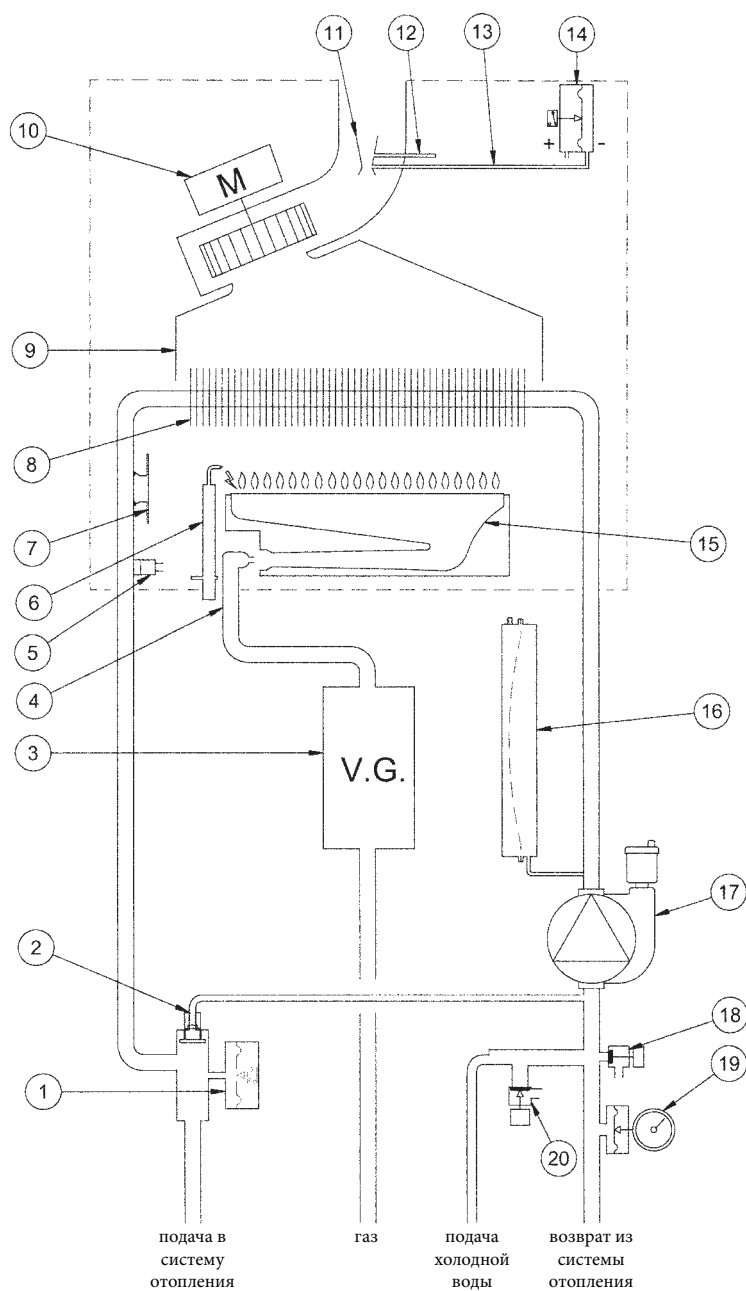 11
12
13
14
10
M
+
-
9
8
7
6
5
4
15
3
V.G.
16
17
2
18
1
19
20
подача в
систему
отопления
газ
подача
холодной
воды
возврат из
системы
отопления